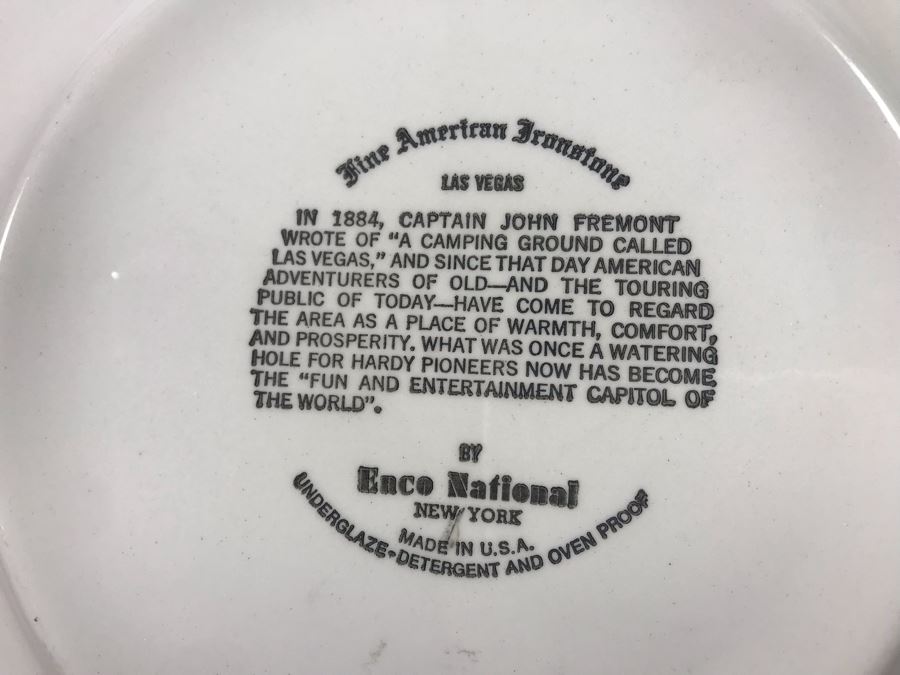 Fine American Ironstone
LAS VEGAS
IN 1884, CAPTAIN JOHN FREMONT
WROTE OF "A CAMPING GROUND CALLED
LAS VEGAS," AND SINCE THAT DAY AMERICAN
ADVENTURERS OF OLD—AND THE TOURING
PUBLIC OF TODAY—HAVE COME TO REGARD
THE AREA AS A PLACE OF WARMTH, COMFORT,
AND PROSPERITY. WHAT WAS ONCE A WATERING
HOLE FOR HARDY PIONEERS NOW HAS BECOME
THE "FUN AND ENTERTAINMENT CAPITOL OF
THE WORLD".
BY
Enco National
NEW YORK
MADE IN U.S.A.
UNDERGLAZE-DETERGENT AND OVEN PROOF